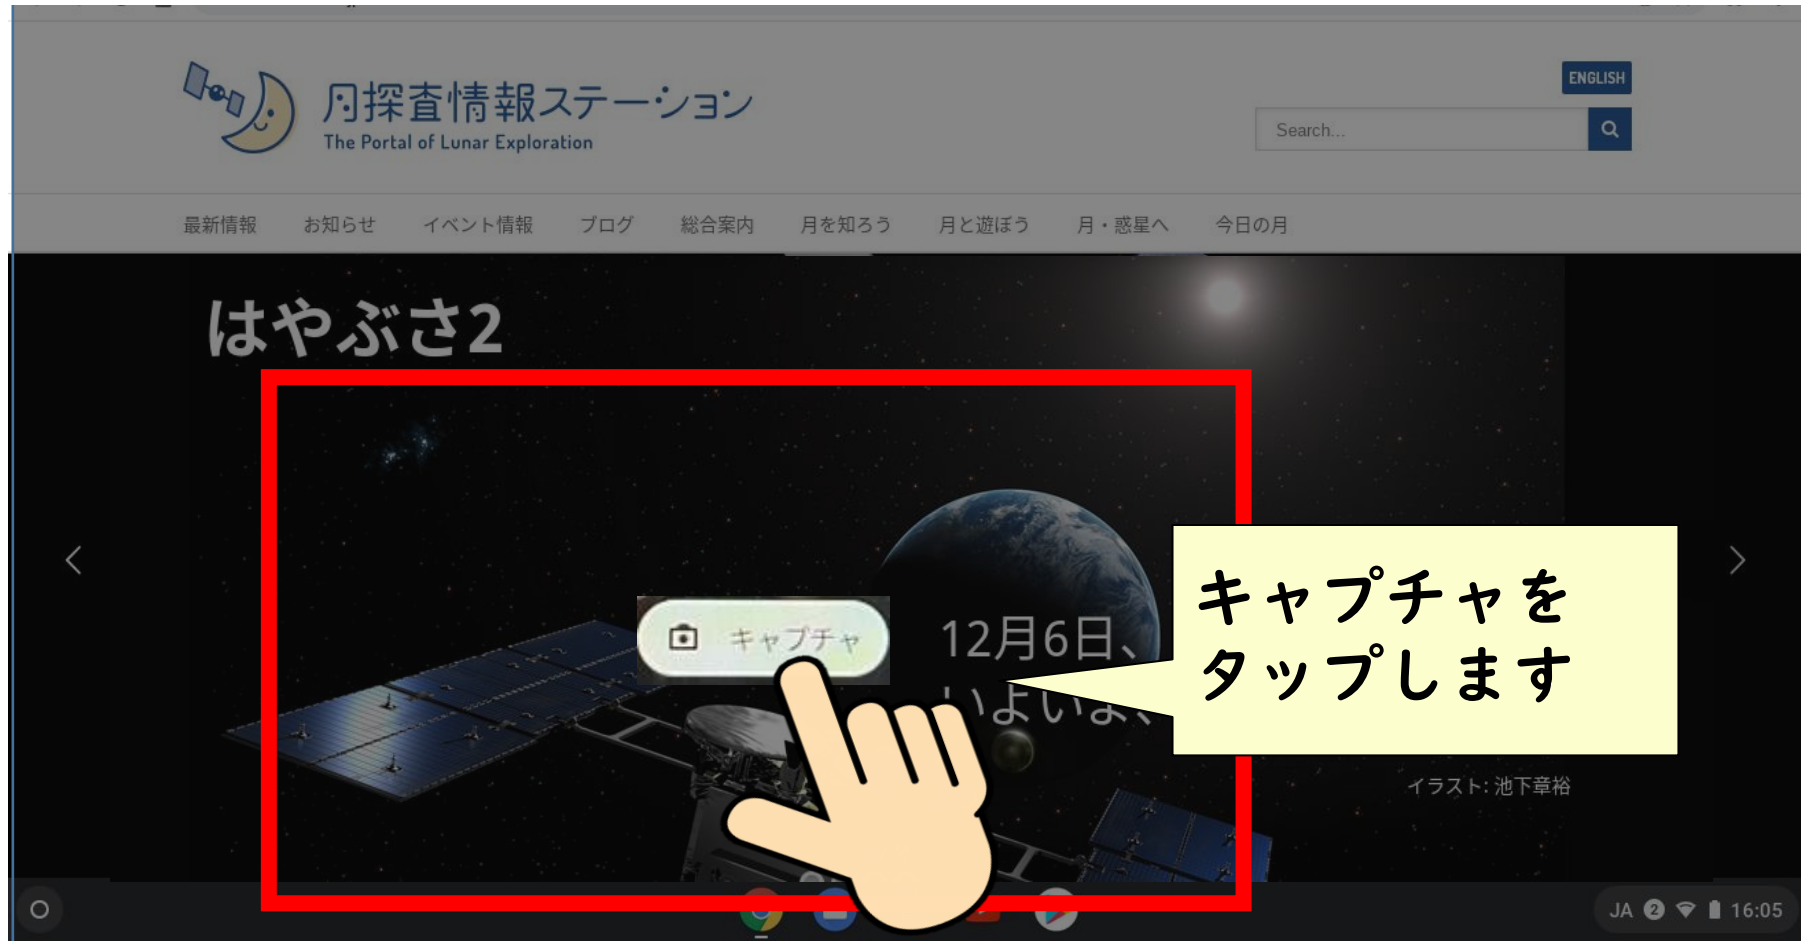 月探査情報ステーション
The Portal of Lunar Exploration
ENGLISH
Search...
最新情報 お知らせ イベント情報 ブログ 総合案内 月を知ろう 月と遊ぼう 月・惑星へ 今日の月
はやぶさ2
キャプチャ
12月6日、
いよいよ、
キャプチャを
タップします
イラスト: 池下章裕
JA 2 16:05